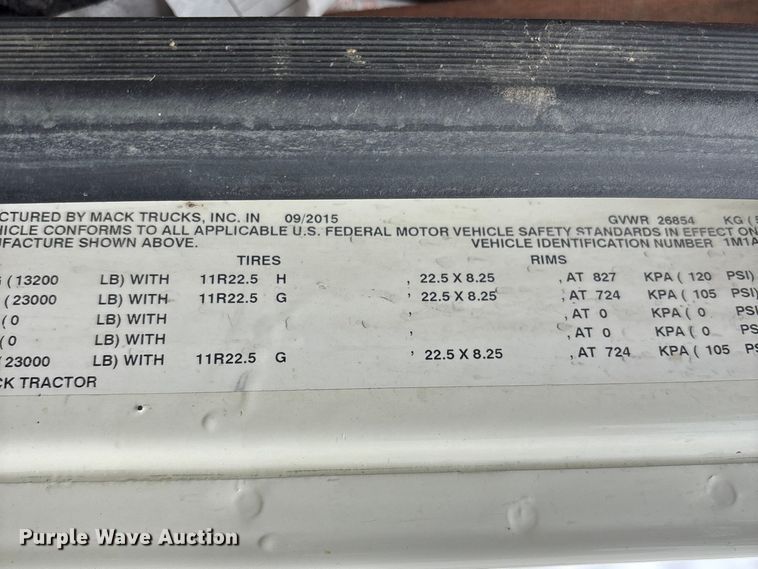 CTURED BY MACK TRUCKS, INC. IN 09/2015 GVWR 26854 KG (5
HICLE CONFORMS TO ALL APPLICABLE U.S. FEDERAL MOTOR VEHICLE SAFETY STANDARDS IN EFFECT ON
UFACTURE SHOWN ABOVE. VEHICLE IDENTIFICATION NUMBER 1M1A
TIRES RIMS
G (13200 LB) WITH 11R22.5 H , 22.5 X 8.25 , AT 827 KPA ( 120 PSI)
( 23000 LB) WITH 11R22.5 G , 22.5 X 8.25 , AT 724 KPA ( 105 PSI)
( 0 LB) WITH , , AT 0 KPA ( 0 PSI)
( 0 LB) WITH , , AT 0 KPA ( 0 PS
( 23000 LB) WITH 11R22.5 G , 22.5 X 8.25 , AT 724 KPA ( 105 PS
CK TRACTOR
Purple Wave Auction